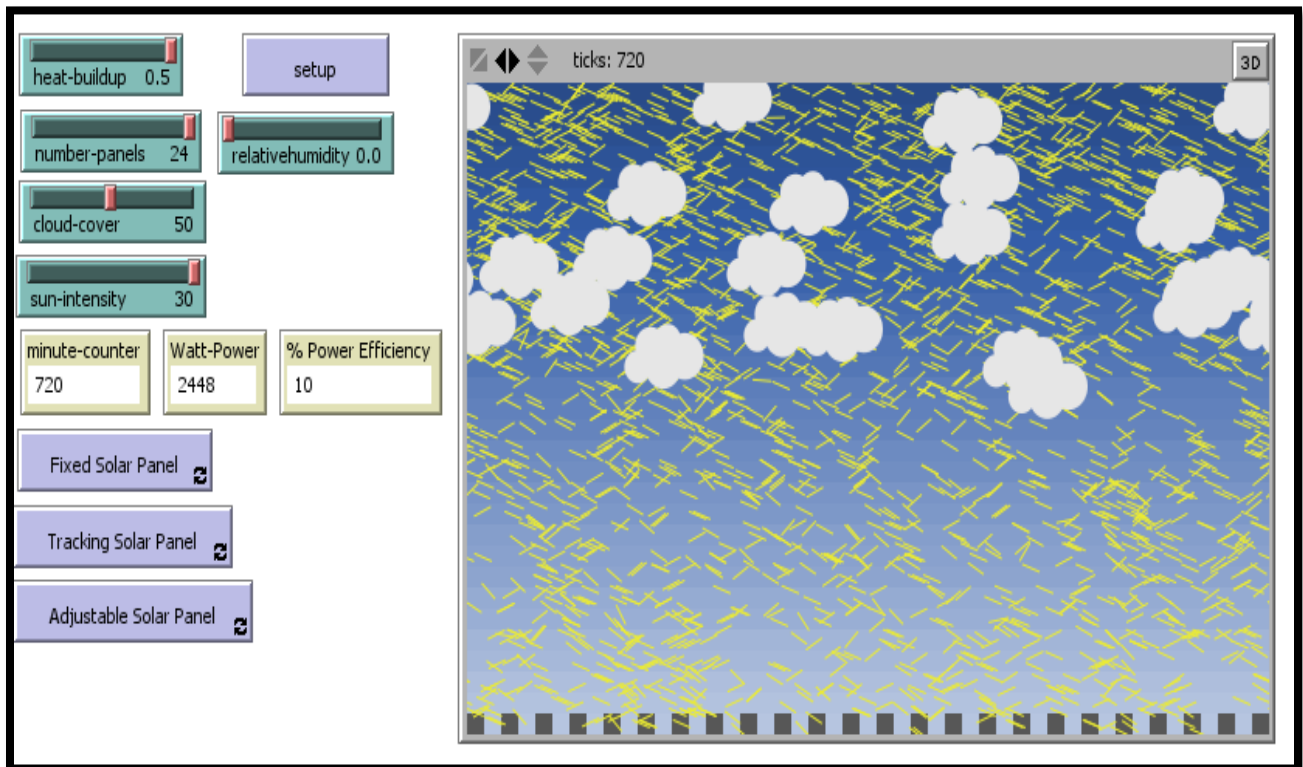 heat-buildup 0.5
setup
number-panels 24
relativehumidity 0.0
cloud-cover 50
sun-intensity 30
minute-counter
720
Watt-Power
2448
% Power Efficiency
10
Fixed Solar Panel
Tracking Solar Panel
Adjustable Solar Panel
ticks: 720
3D